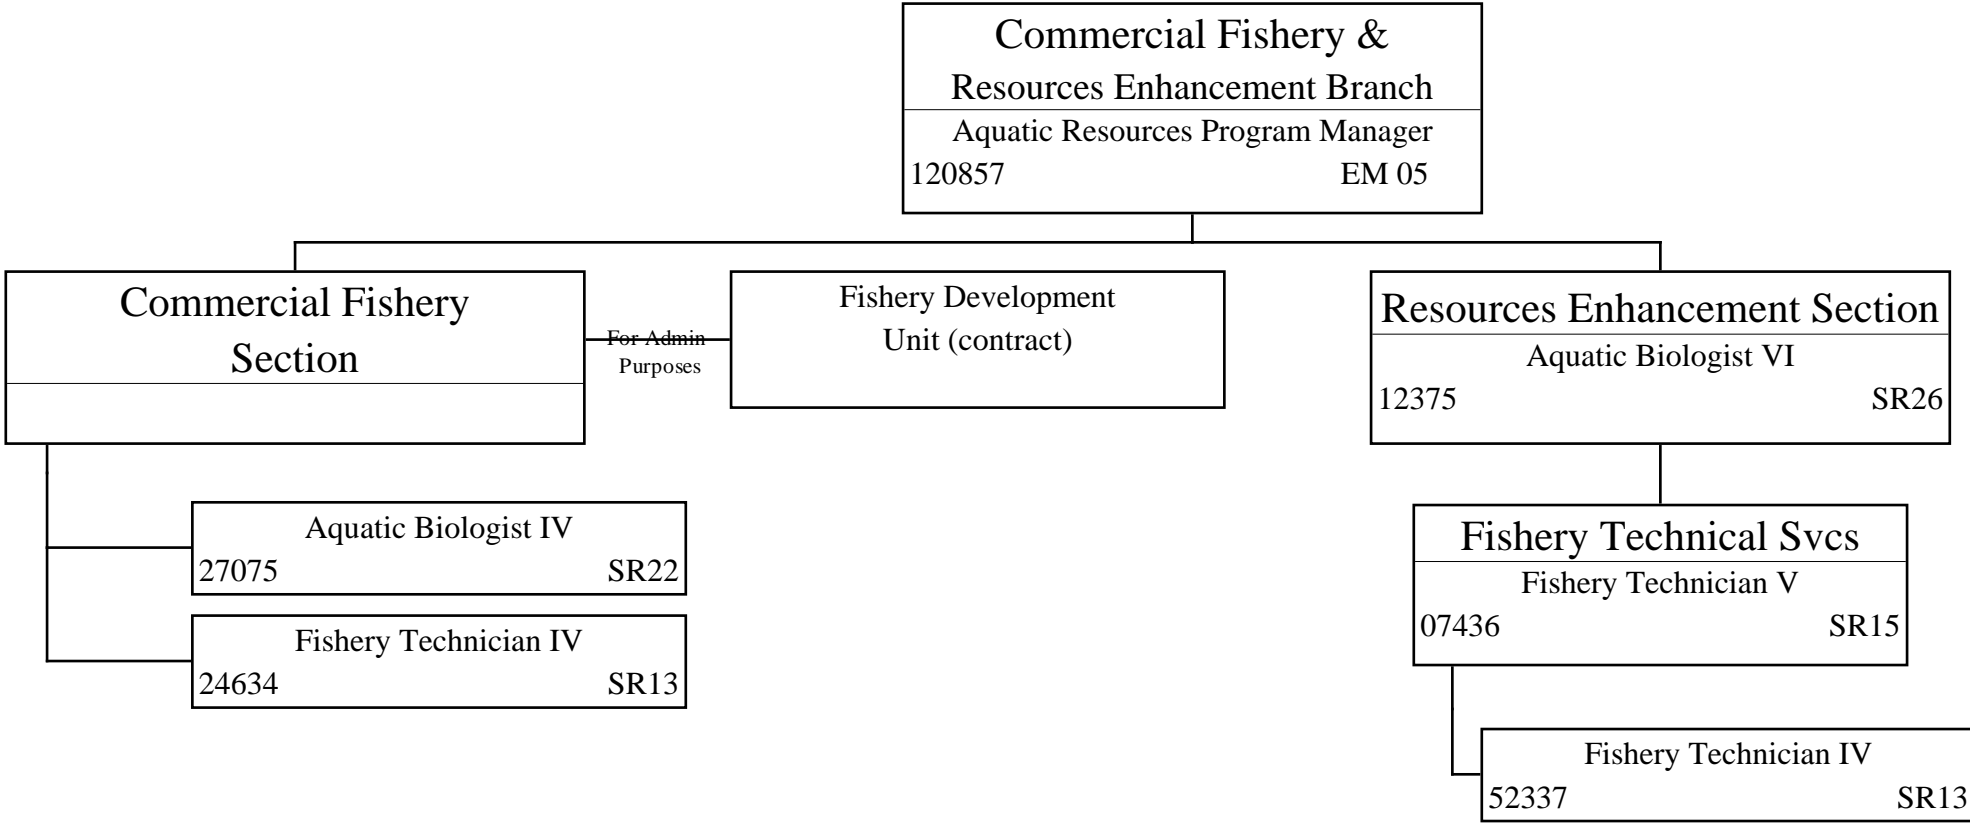 Commercial Fishery &
Resources Enhancement Branch
Aquatic Resources Program Manager
120857 EM 05
Commercial Fishery
Section
For Admin
Purposes
Fishery Development
Unit (contract)
Resources Enhancement Section
Aquatic Biologist VI
12375 SR26
Aquatic Biologist IV
27075 SR22
Fishery Technician IV
24634 SR13
Fishery Technical Svcs
Fishery Technician V
07436 SR15
Fishery Technician IV
52337 SR13